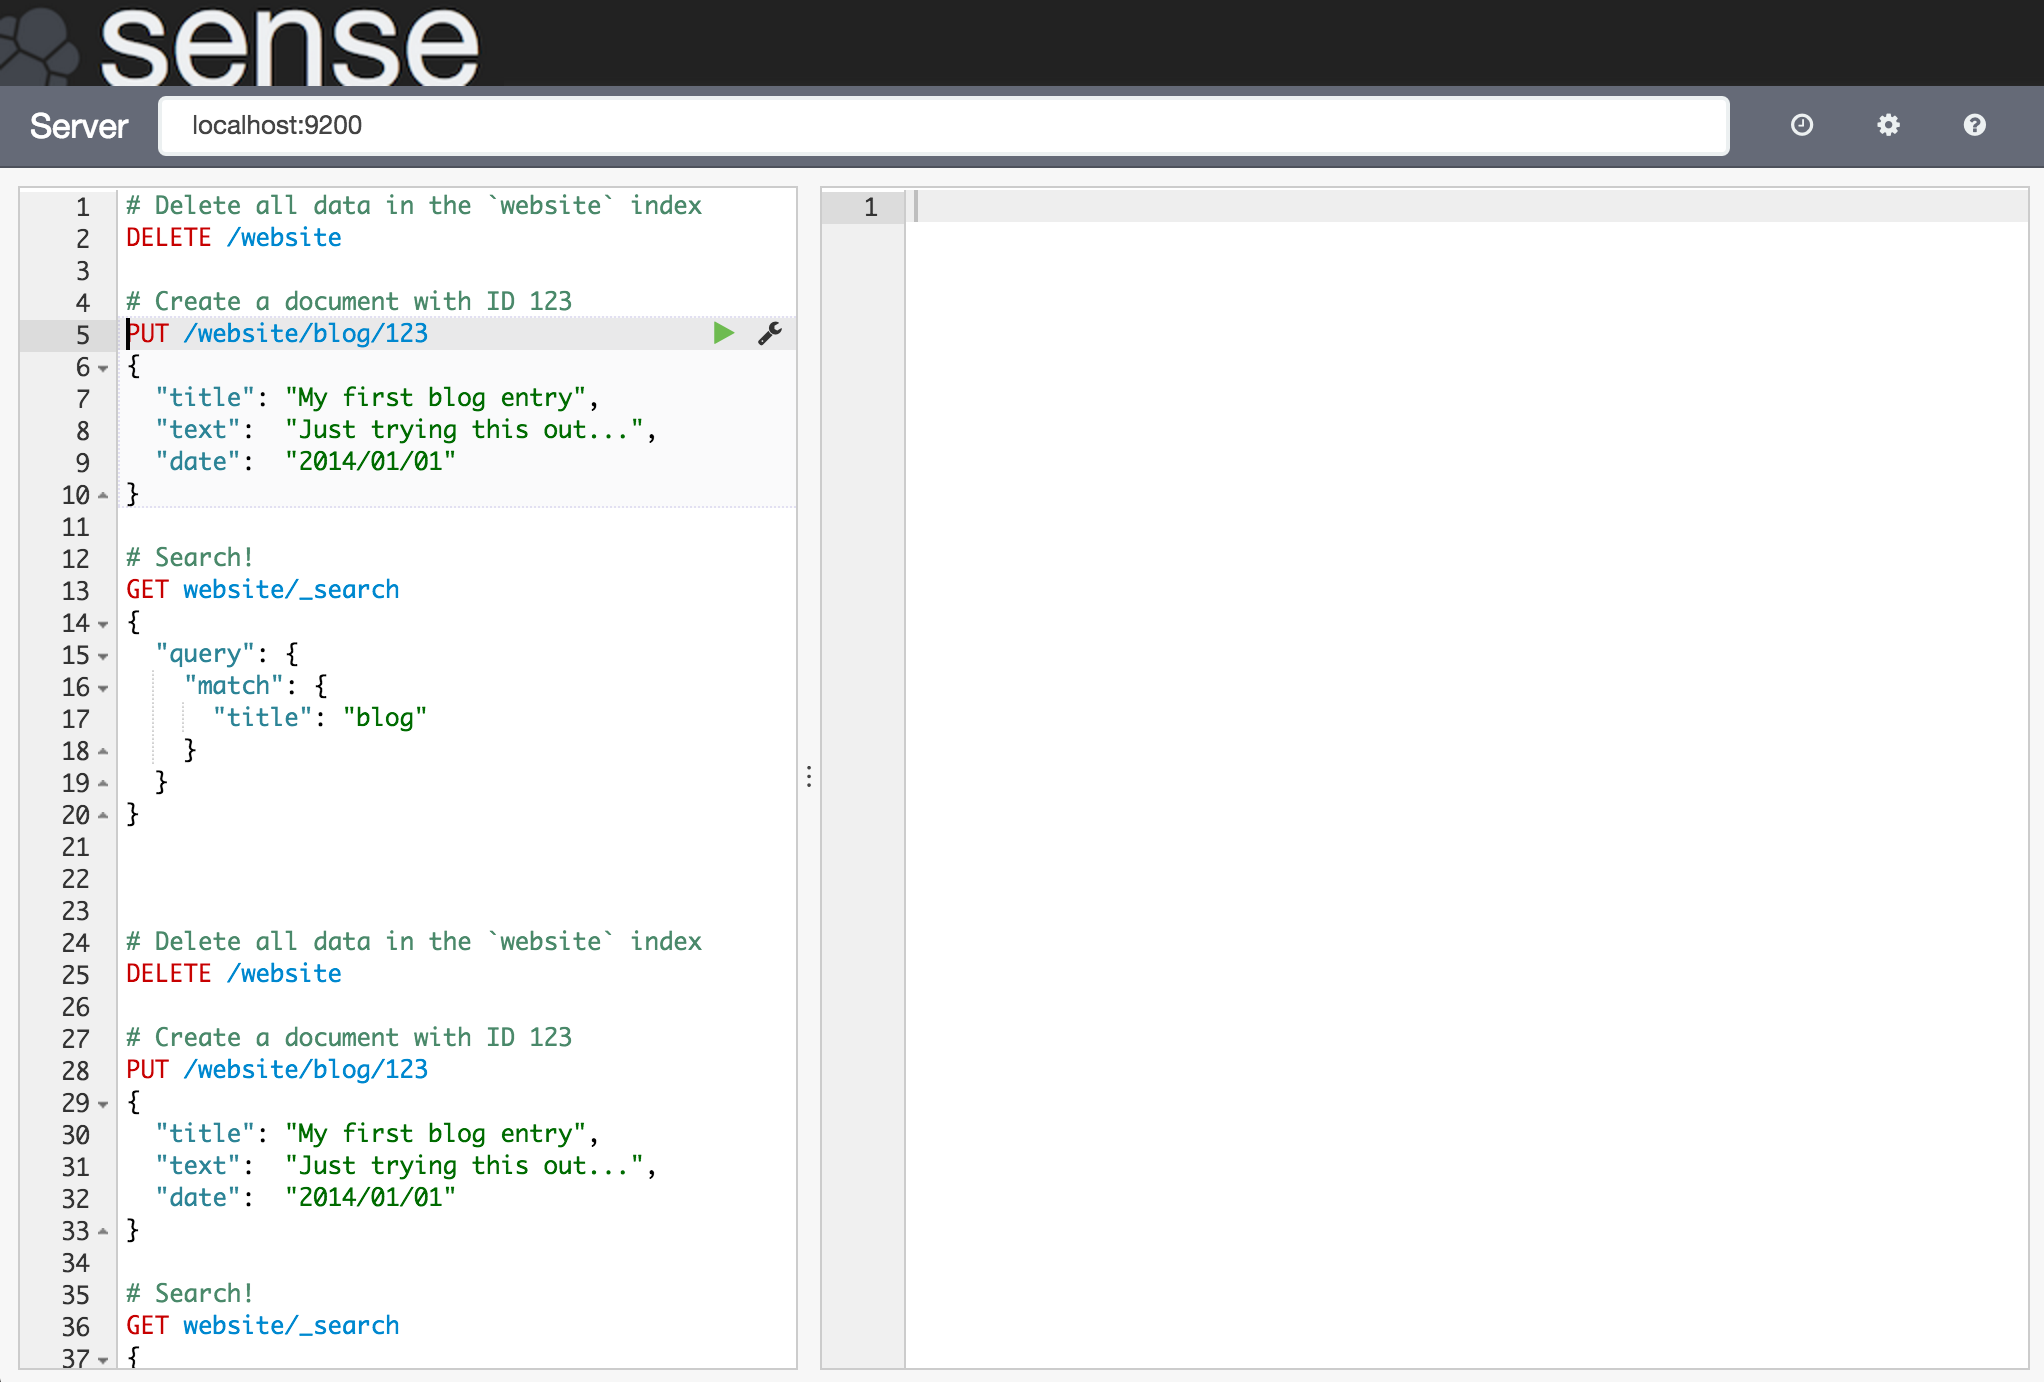 sense
Server localhost:9200
1 # Delete all data in the `website` index
2 DELETE /website
3
4 # Create a document with ID 123
5 PUT /website/blog/123
6 {
7 "title": "My first blog entry",
8 "text":  "Just trying this out...",
9 "date":  "2014/01/01"
10 }
11
12 # Search!
13 GET website/_search
14 {
15 "query": {
16 "match": {
17 "title": "blog"
18 }
19 }
20 }
21
22
23
24 # Delete all data in the `website` index
25 DELETE /website
26
27 # Create a document with ID 123
28 PUT /website/blog/123
29 {
30 "title": "My first blog entry",
31 "text":  "Just trying this out...",
32 "date":  "2014/01/01"
33 }
34
35 # Search!
36 GET website/_search
37 {
1